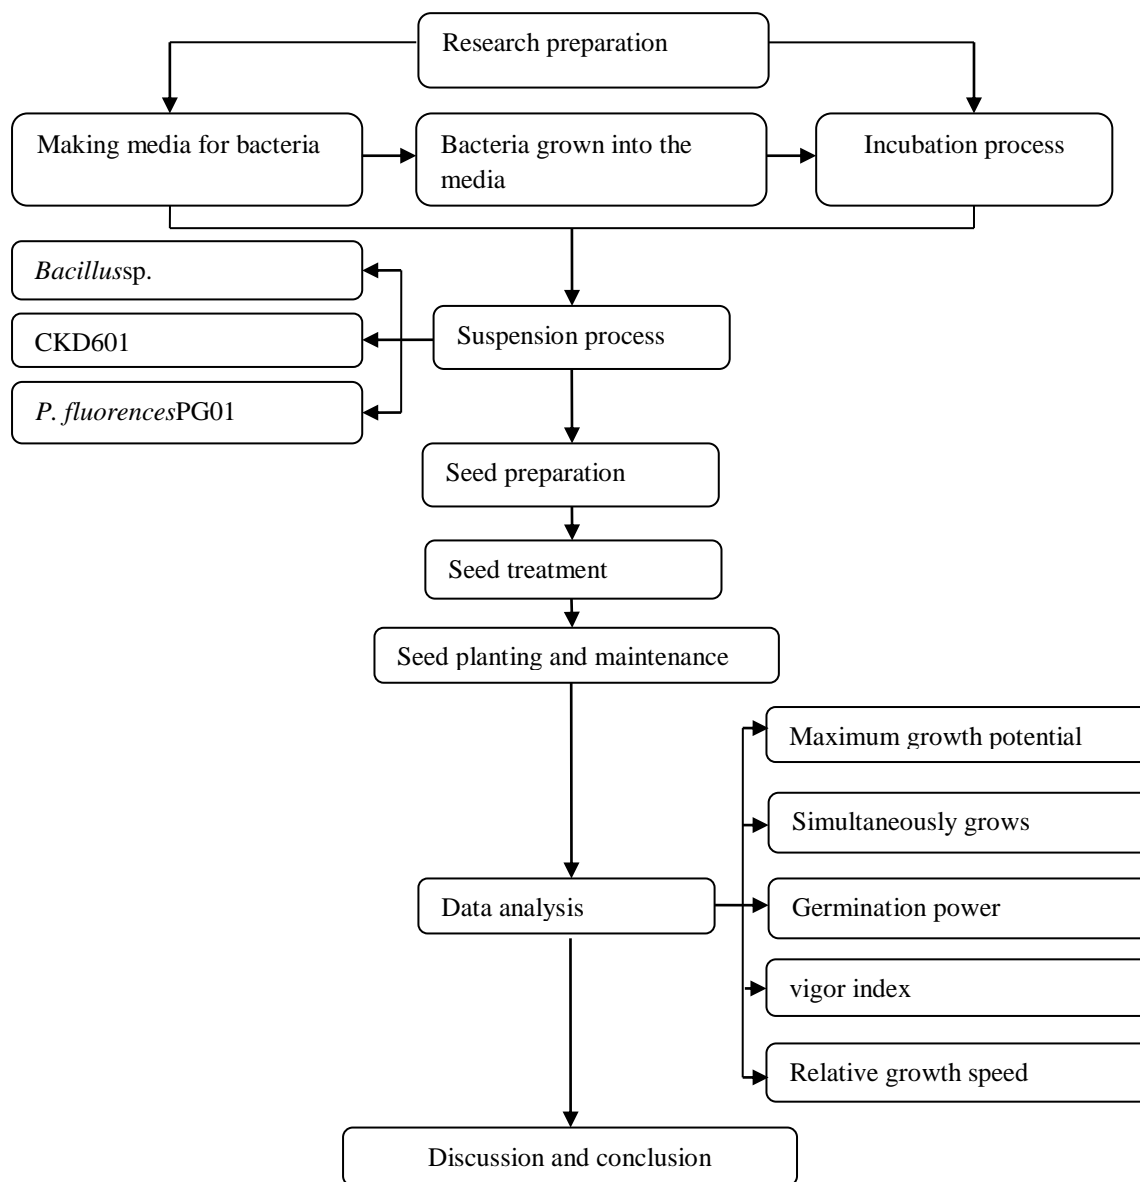 Research preparation
Making media for bacteria
Bacteria grown into the
media
Incubation process
Bacillussp.
CKD601
P. fluorencesPG01
Suspension process
Seed preparation
Seed treatment
Seed planting and maintenance
Maximum growth potential
Simultaneously grows
Data analysis
Germination power
vigor index
Relative growth speed
Discussion and conclusion